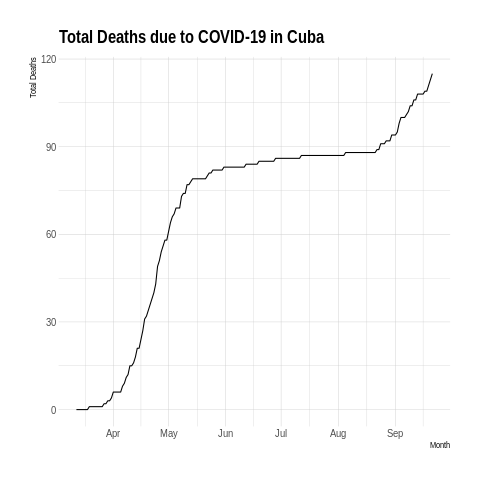 Total Deaths due to COVID-19 in Cuba
Total Deaths
120
90
60
30
0
Apr May Jun Jul Aug Sep
Month